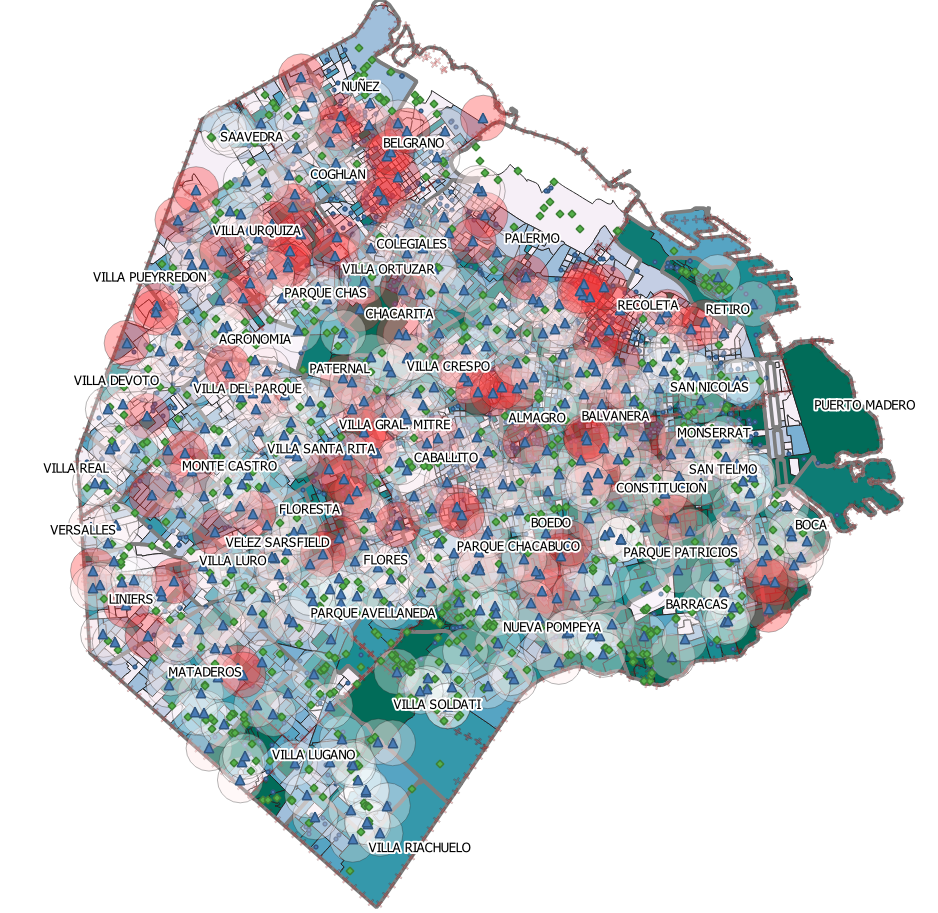 NUÑEZ
SAAVEDRA
BELGRANO
COGHLAN
VILLA URQUIZA
COLEGIALES
PALERMO
VILLA PUEYRREDON
VILLA ORTUZAR
PARQUE CHAS
CHACARITA
RECOLETA
RETIRO
AGRONOMIA
PATERNAL
VILLA CRESPO
VILLA DEVOTO
VILLA DEL PARQUE
SAN NICOLAS
PUERTO MADERO
VILLA GRAL. MITRE
ALMAGRO
BALVANERA
MONSERRAT
VILLA SANTA RITA
CABALLITO
VILLA REAL
MONTE CASTRO
SAN TELMO
CONSTITUCION
FLORESTA
VERSALLES
BOEDO
BOCA
VELEZ SARSFIELD
VILLA LURO
FLORES
PARQUE CHACABUCO
PARQUE PATRICIOS
LINIERS
PARQUE AVELLANEDA
BARRACAS
NUEVA POMPEYA
MATADEROS
VILLA SOLDATI
VILLA LUGANO
VILLA RIACHUELO